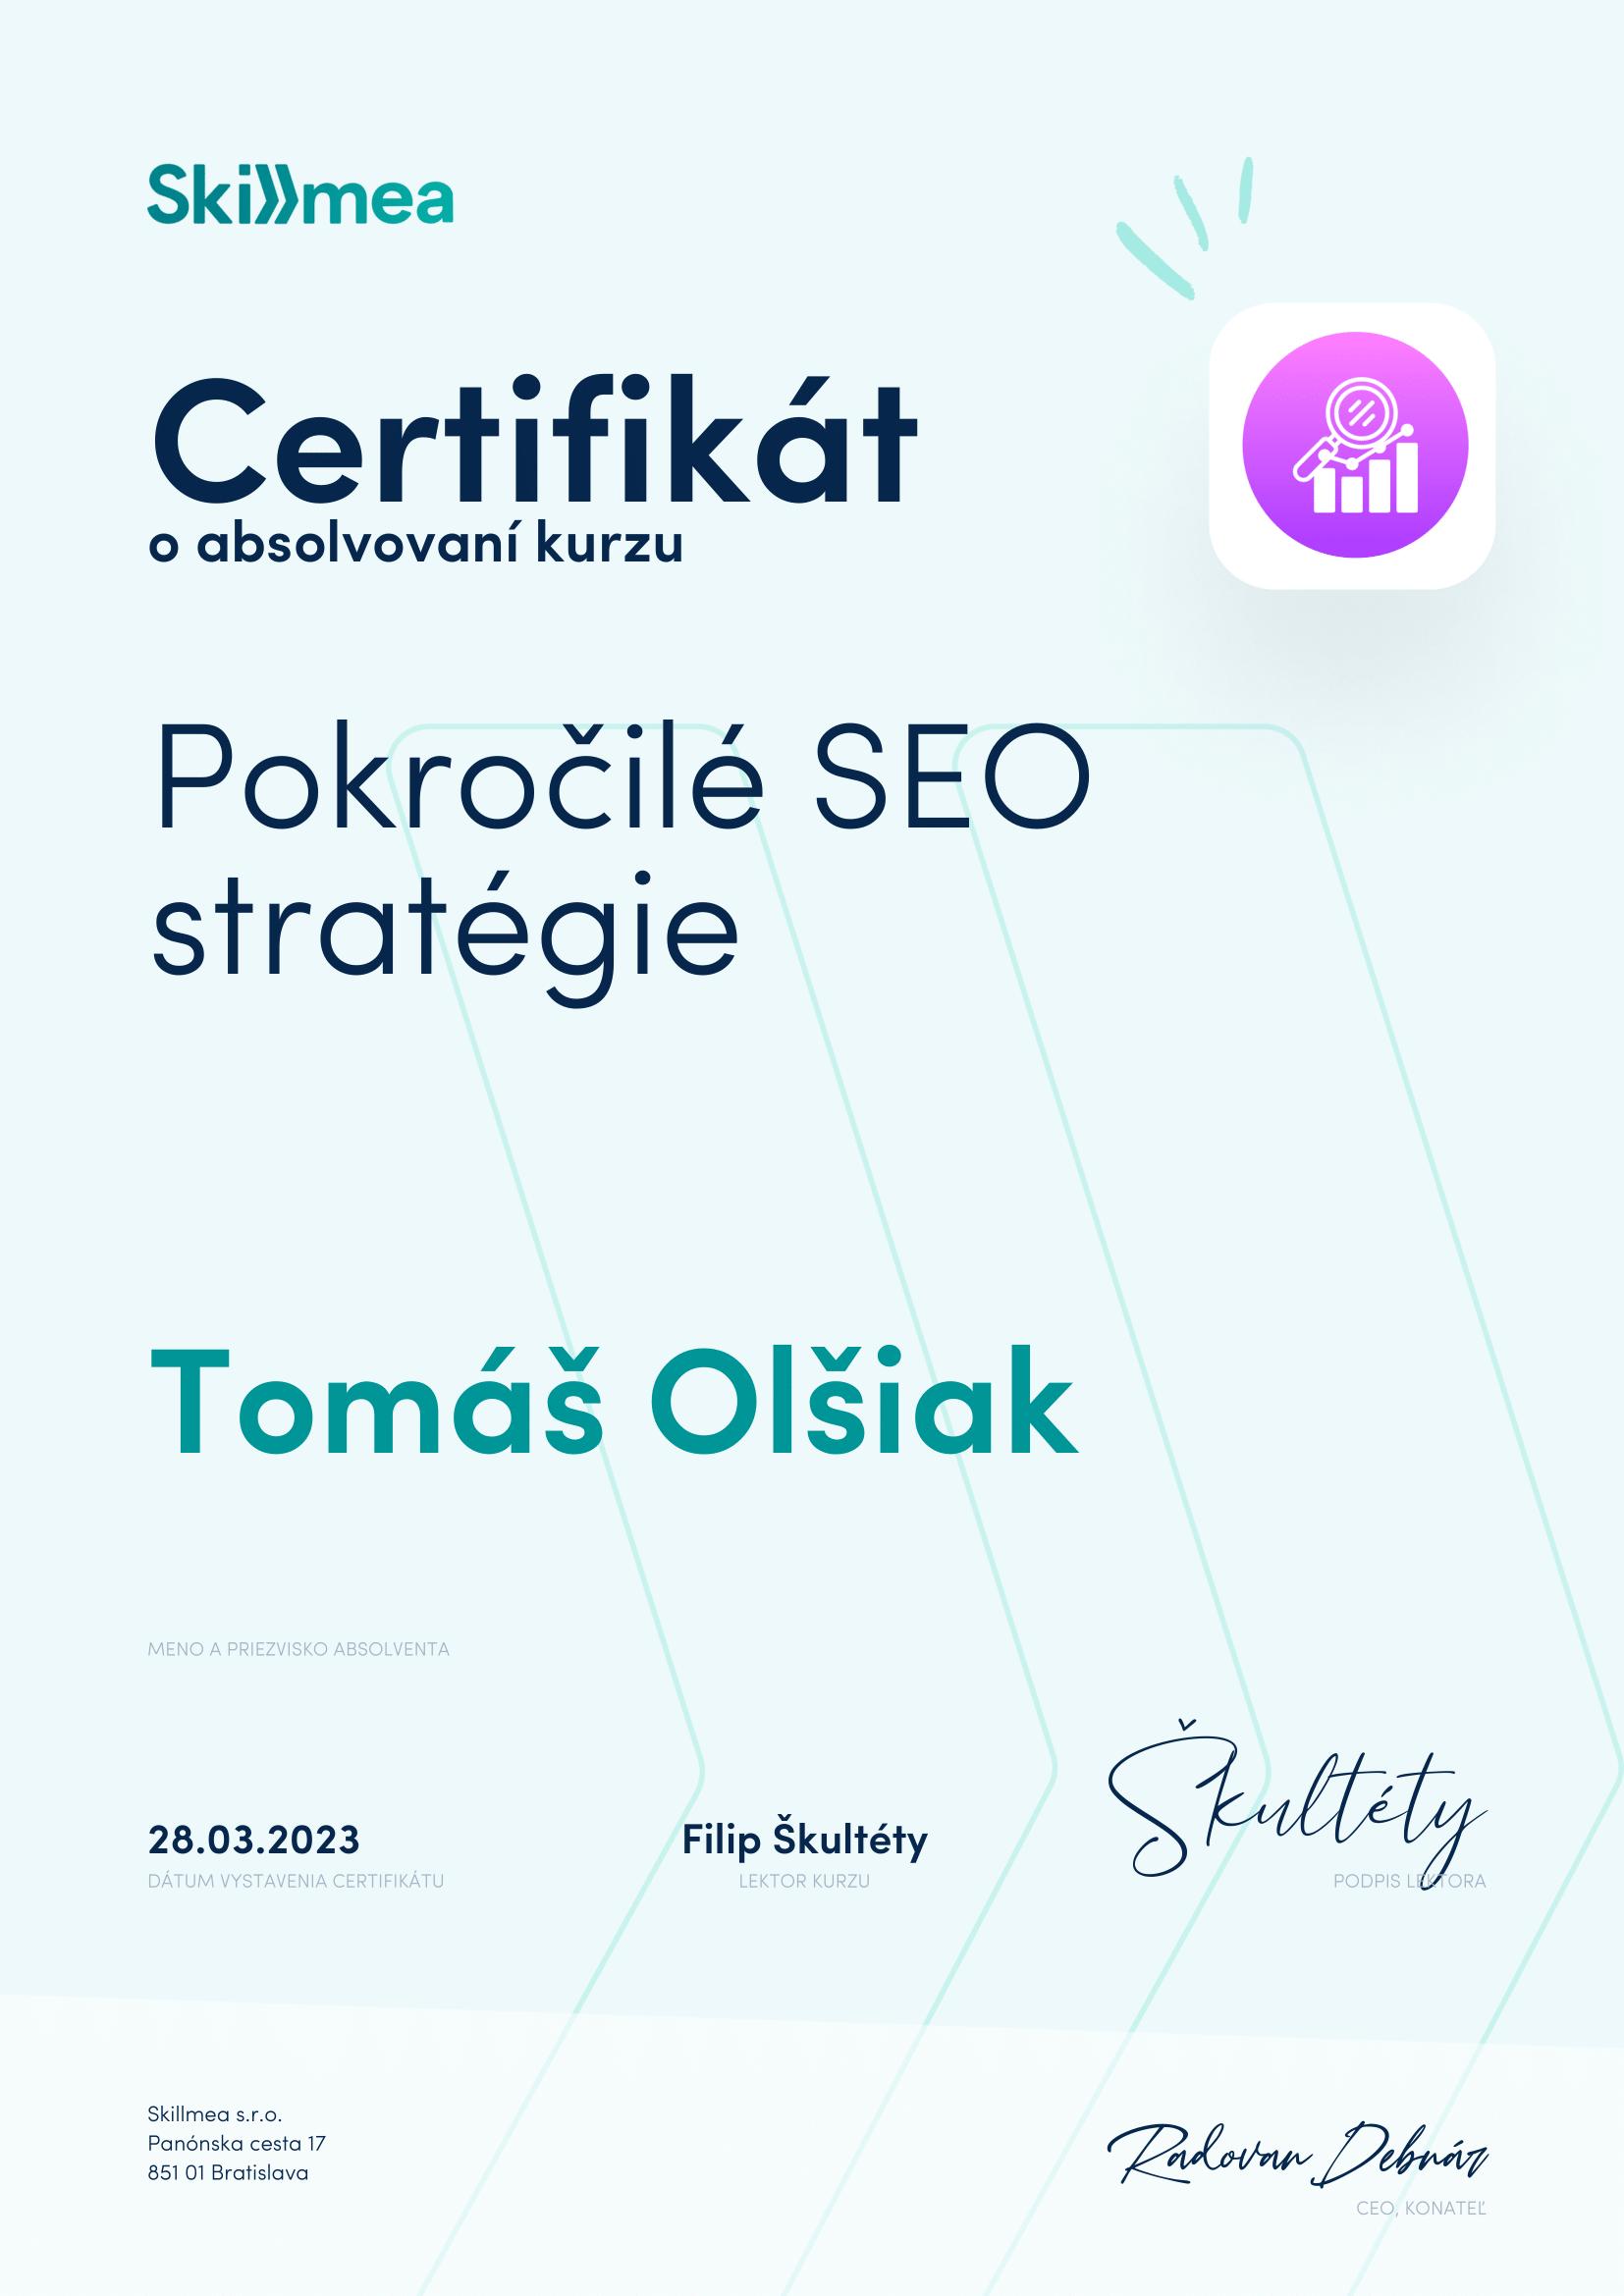 Skillmea
Certifikát
o absolvovaní kurzu
Pokročilé SEO
stratégie
Tomáš Olšiak
MENO A PRIEZVISKO ABSOLVENTA
28.03.2023
DÁTUM VYSTAVENIA CERTIFIKÁTU
Filip Škultéty
LEKTOR KURZU
Škultéty
PODPIS LEKTORA
Skillmea s.r.o.
Panónska cesta 17
851 01 Bratislava
Radovan Debnár
CEO, KONATEĽ